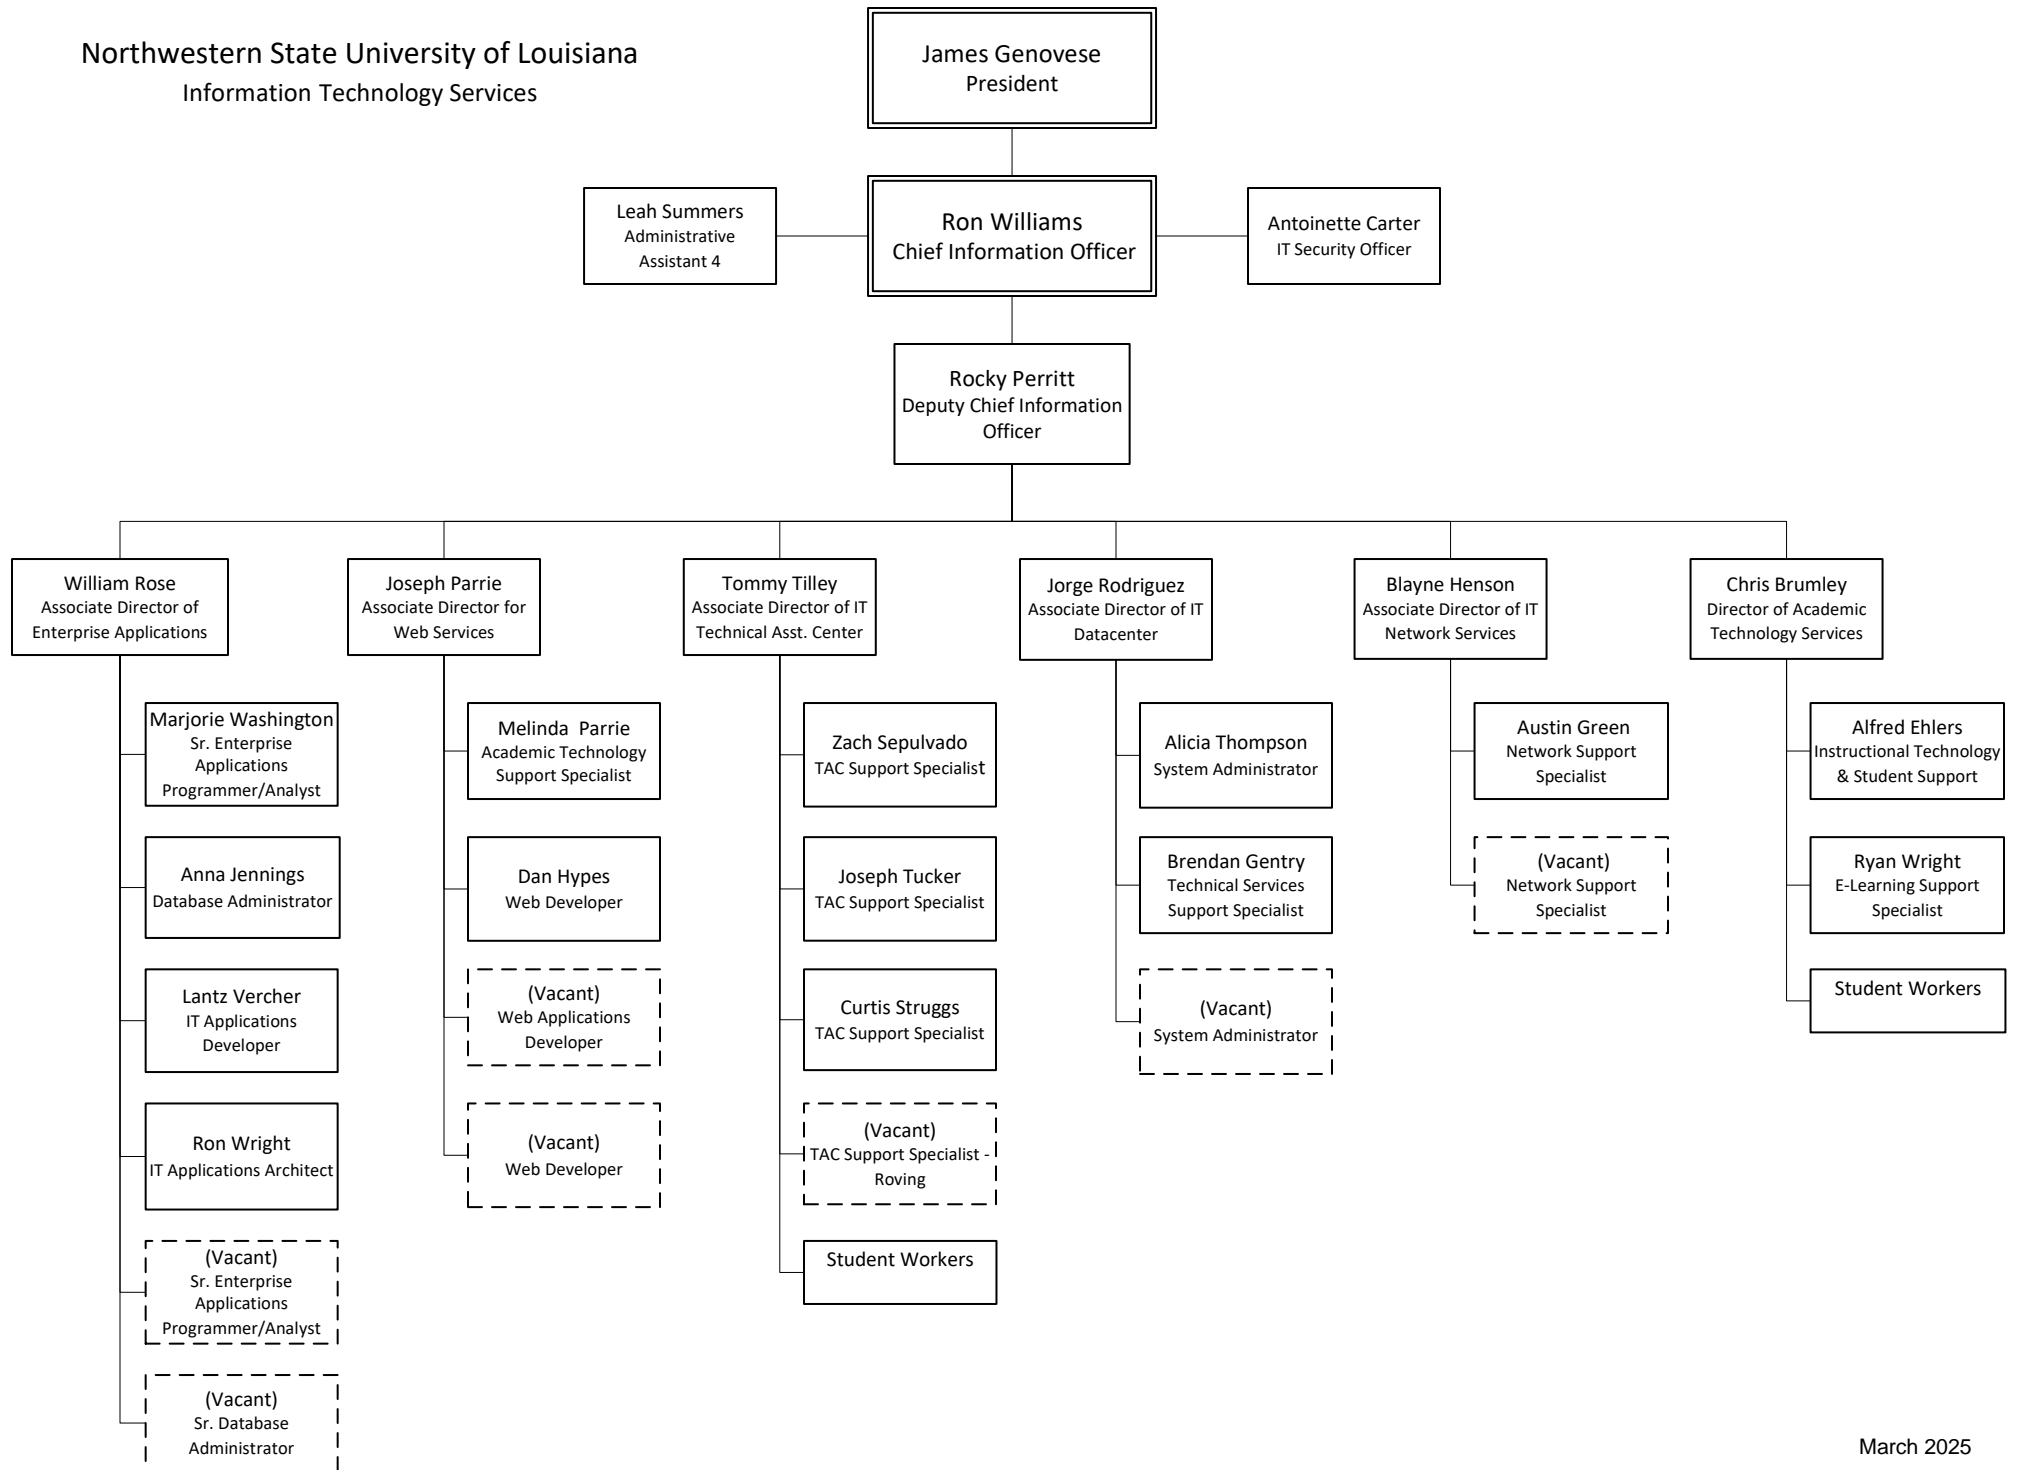 Northwestern State University of Louisiana
Information Technology Services
James Genovese
President
Leah Summers
Administrative
Assistant 4
Ron Williams
Chief Information Officer
Antoinette Carter
IT Security Officer
Rocky Perritt
Deputy Chief Information
Officer
William Rose
Associate Director of
Enterprise Applications
Marjorie Washington
Sr. Enterprise
Applications
Programmer/Analyst
Anna Jennings
Database Administrator
Lantz Vercher
IT Applications
Developer
Ron Wright
IT Applications Architect
(Vacant)
Sr. Enterprise
Applications
Programmer/Analyst
(Vacant)
Sr. Database
Administrator
Joseph Parrie
Associate Director for
Web Services
Melinda  Parrie
Academic Technology
Support Specialist
Dan Hypes
Web Developer
(Vacant)
Web Applications
Developer
(Vacant)
Web Developer
Tommy Tilley
Associate Director of IT
Technical Asst. Center
Zach Sepulvado
TAC Support Specialist
Joseph Tucker
TAC Support Specialist
Curtis Struggs
TAC Support Specialist
(Vacant)
TAC Support Specialist -
Roving
Student Workers
Jorge Rodriguez
Associate Director of IT
Datacenter
Alicia Thompson
System Administrator
Brendan Gentry
Technical Services
Support Specialist
(Vacant)
System Administrator
Blayne Henson
Associate Director of IT
Network Services
Austin Green
Network Support
Specialist
(Vacant)
Network Support
Specialist
Chris Brumley
Director of Academic
Technology Services
Alfred Ehlers
Instructional Technology
& Student Support
Ryan Wright
E-Learning Support
Specialist
Student Workers
March 2025